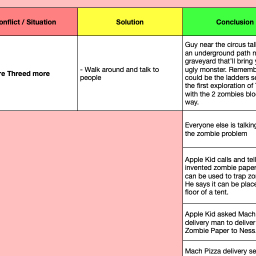 onflict / Situation
Solution
Conclusion
re Threed more
- Walk around and talk to
people
Guy near the circus tal
an underground path n
graveyard that'll bring y
ugly monster. Rememb
could be the ladders se
the first exploration of
with the 2 zombies blo
way.
Everyone else is talking
the zombie problem
Apple Kid calls and tell
invented zombie paper
can be used to trap zom
He says it can be place
floor of a tent.
Apple Kid asked Mach
delivery man to deliver
Zombie Paper to Ness.
Mach Pizza delivery se